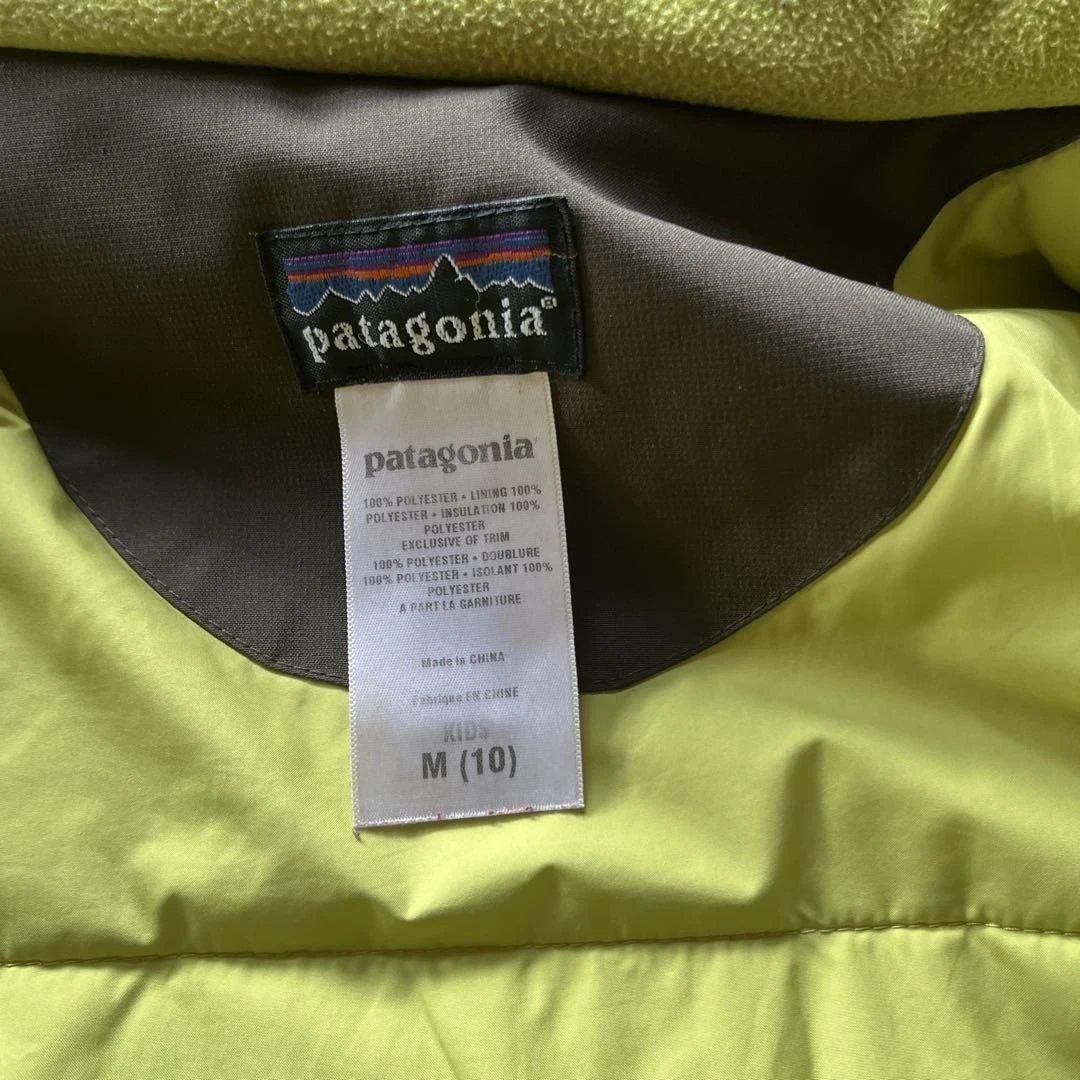 patagonia®
patagonia
100% POLYESTER • LINING 100%
POLYESTER • INSULATION 100%
POLYESTER
EXCLUSIVE OF TRIM
100% POLYESTER • DOUBLURE
100% POLYESTER • ISOLANT 100%
POLYESTER
A PART LA GARNITURE
Made in CHINA
Fabrique EN CHINE
KIDS
M (10)